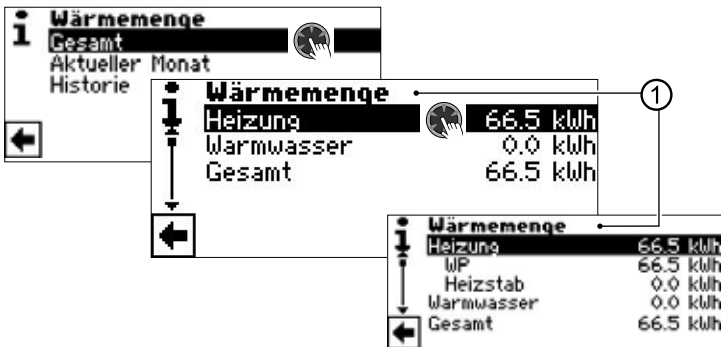 i Wärmemenge
Gesamt
Aktueller Monat
Historie
i Wärmemenge
Heizung 66.5 kWh
Warmwasser 0.0 kWh
Gesamt 66.5 kWh
1
i Wärmemenge
Heizung 66.5 kWh
WP 66.5 kWh
Heizstab 0.0 kWh
Warmwasser 0.0 kWh
Gesamt 66.5 kWh